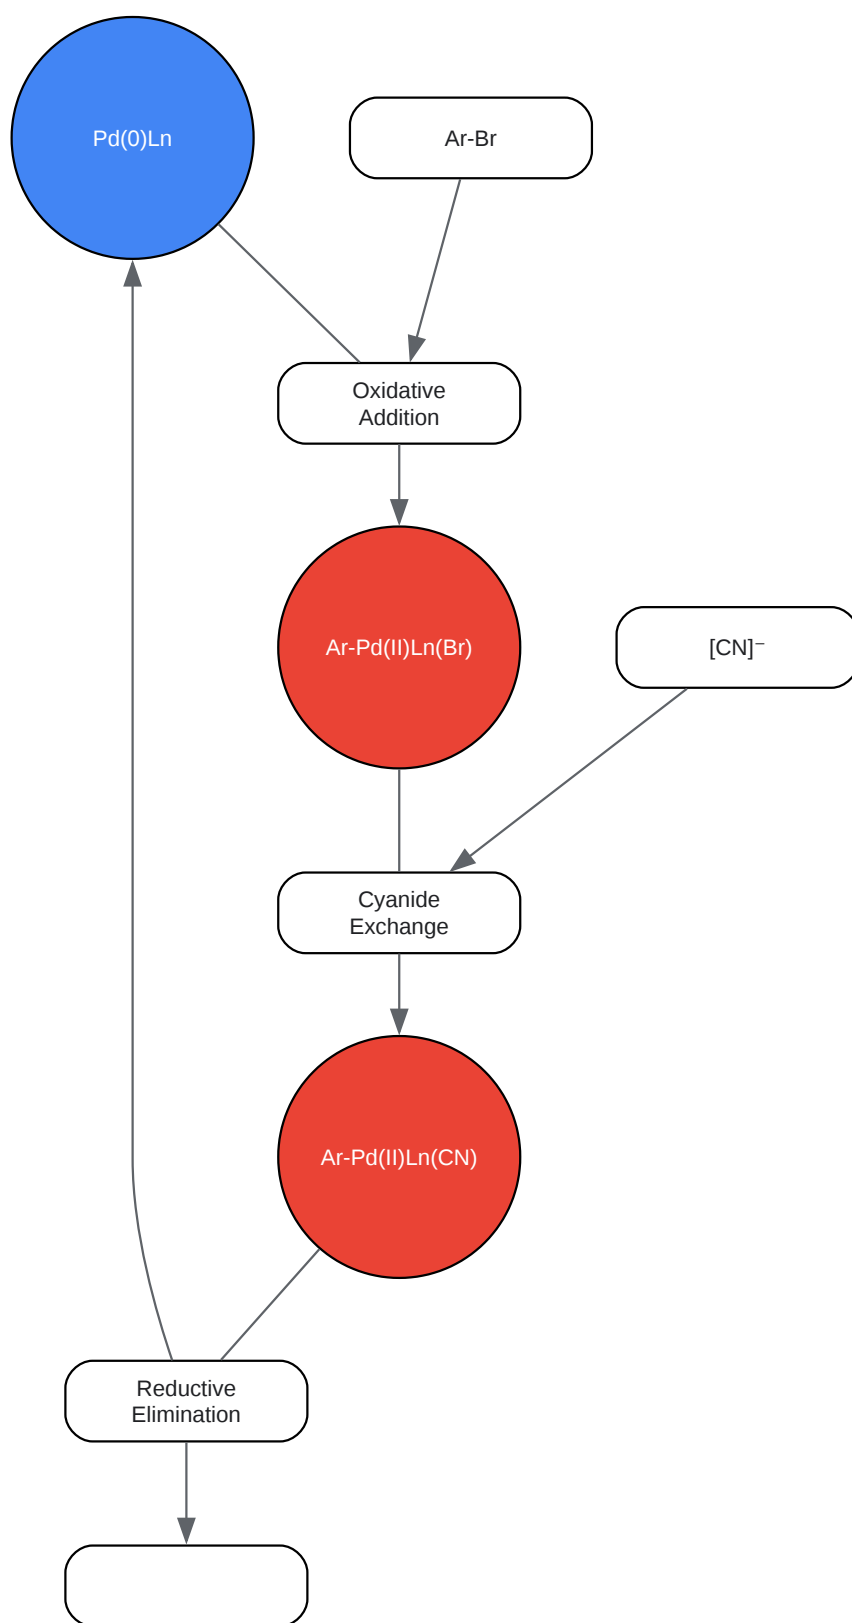 Pd(0)Ln
Ar-Br
Oxidative
Addition
Ar-Pd(II)Ln(Br)
[CN]⁻
Cyanide
Exchange
Ar-Pd(II)Ln(CN)
Reductive
Elimination